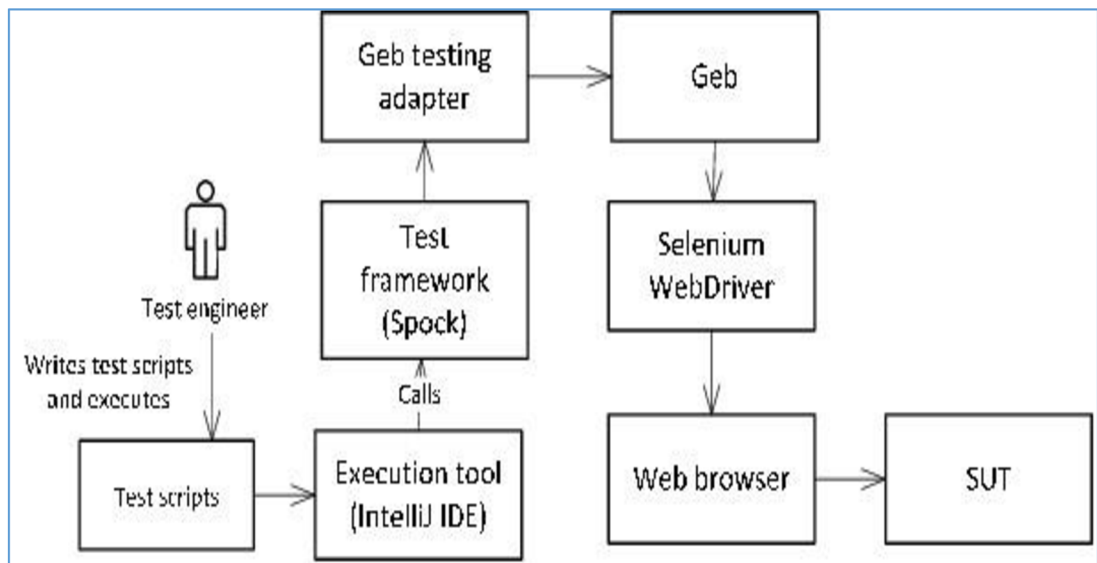 Geb testing
adapter
Geb
Test
framework
(Spock)
Selenium
WebDriver
Test engineer
Writes test scripts
and executes
Calls
Test scripts
Execution tool
(IntelliJ IDE)
Web browser
SUT